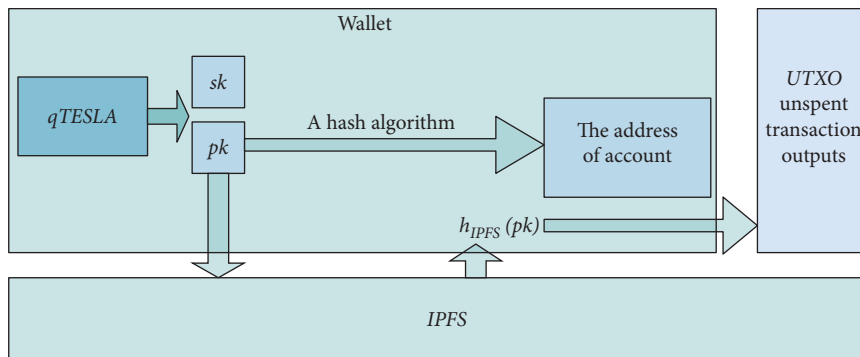 Wallet
qTESLA
sk
pk
A hash algorithm
The address
of account
h_IPFS (pk)
UTXO
unspent
transaction
outputs
IPFS